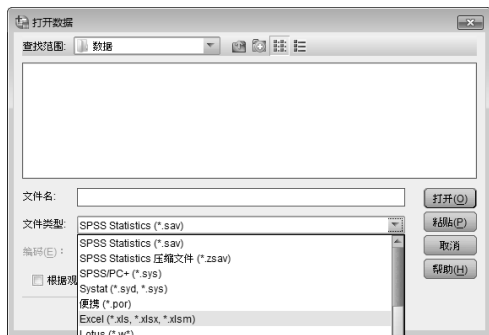 打开数据
查找范围: 数据
文件名:
打开(O)
文件类型: SPSS Statistics (*.sav)
粘贴(P)
SPSS Statistics (*.sav)
编码(E):
取消
SPSS Statistics 压缩文件 (*.zsav)
SPSS/PC+ (*.sys)
帮助(H)
根据观
Systat (*.syd, *.sys)
便携 (*.por)
Excel (*.xls, *.xlsx, *.xlsm)
Lotus (*.w*)